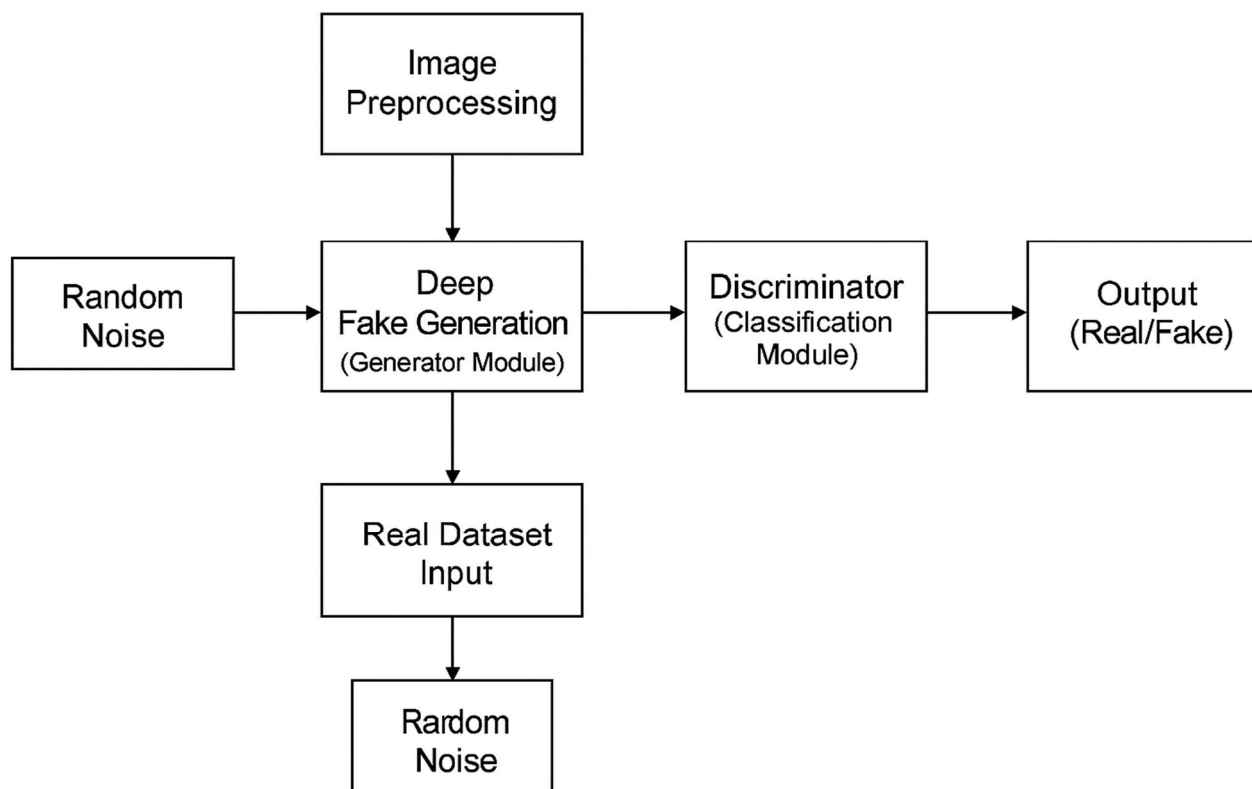 Image
Preprocessing
Random
Noise
Deep
Fake Generation
(Generator Module)
Discriminator
(Classification
Module)
Output
(Real/Fake)
Real Dataset
Input
Rardom
Noise